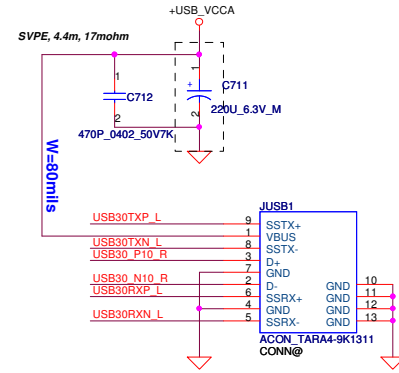 +USB_VCCA
SVPE, 4.4m, 17mohm
1
1
+
C711
C712
2
2
220U_6.3V_M
470P_0402_50V7K
W=80mils
JUSB1
USB30TXP_L 9 SSTX+
1 VBUS
USB30TXN_L 8 SSTX-
USB30_P10_R 3 D+
7 GND
USB30_N10_R 2 D- GND 10
USB30RXP_L 6 SSRX+ GND 11
4 GND GND 12
USB30RXN_L 5 SSRX- GND 13
ACON_TARA4-9K1311
CONN@